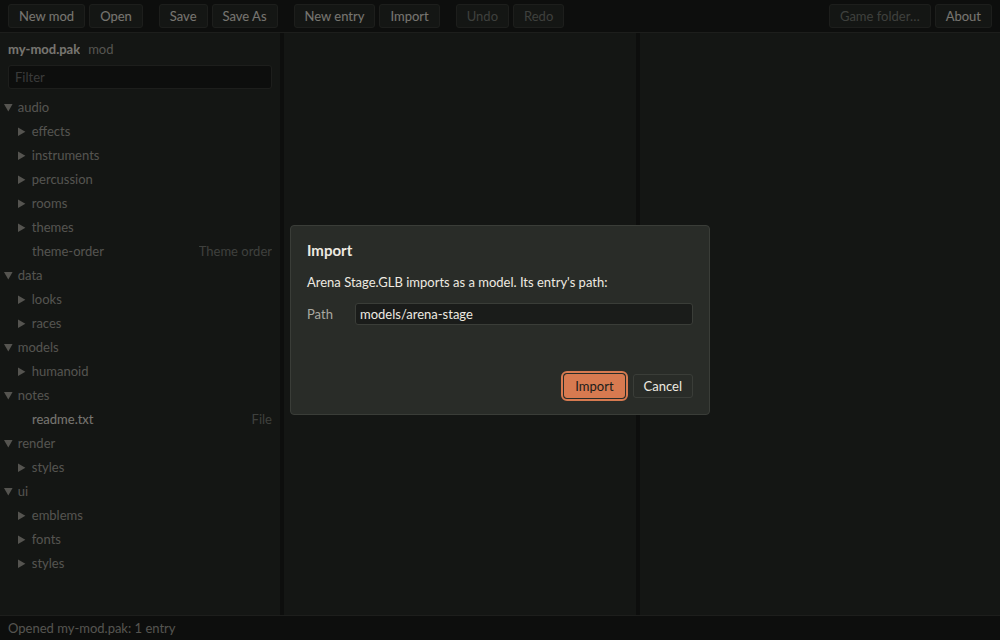 New mod Open Save Save As New entry Import Undo Redo Game folder... About
my-mod.pak mod
Filter
audio
effects
instruments
percussion
rooms
themes
theme-order Theme order
data
looks
races
models
humanoid
notes
readme.txt File
render
styles
ui
emblems
fonts
styles
Import
Arena Stage.GLB imports as a model. Its entry's path:
Path models/arena-stage
Import Cancel
Opened my-mod.pak: 1 entry